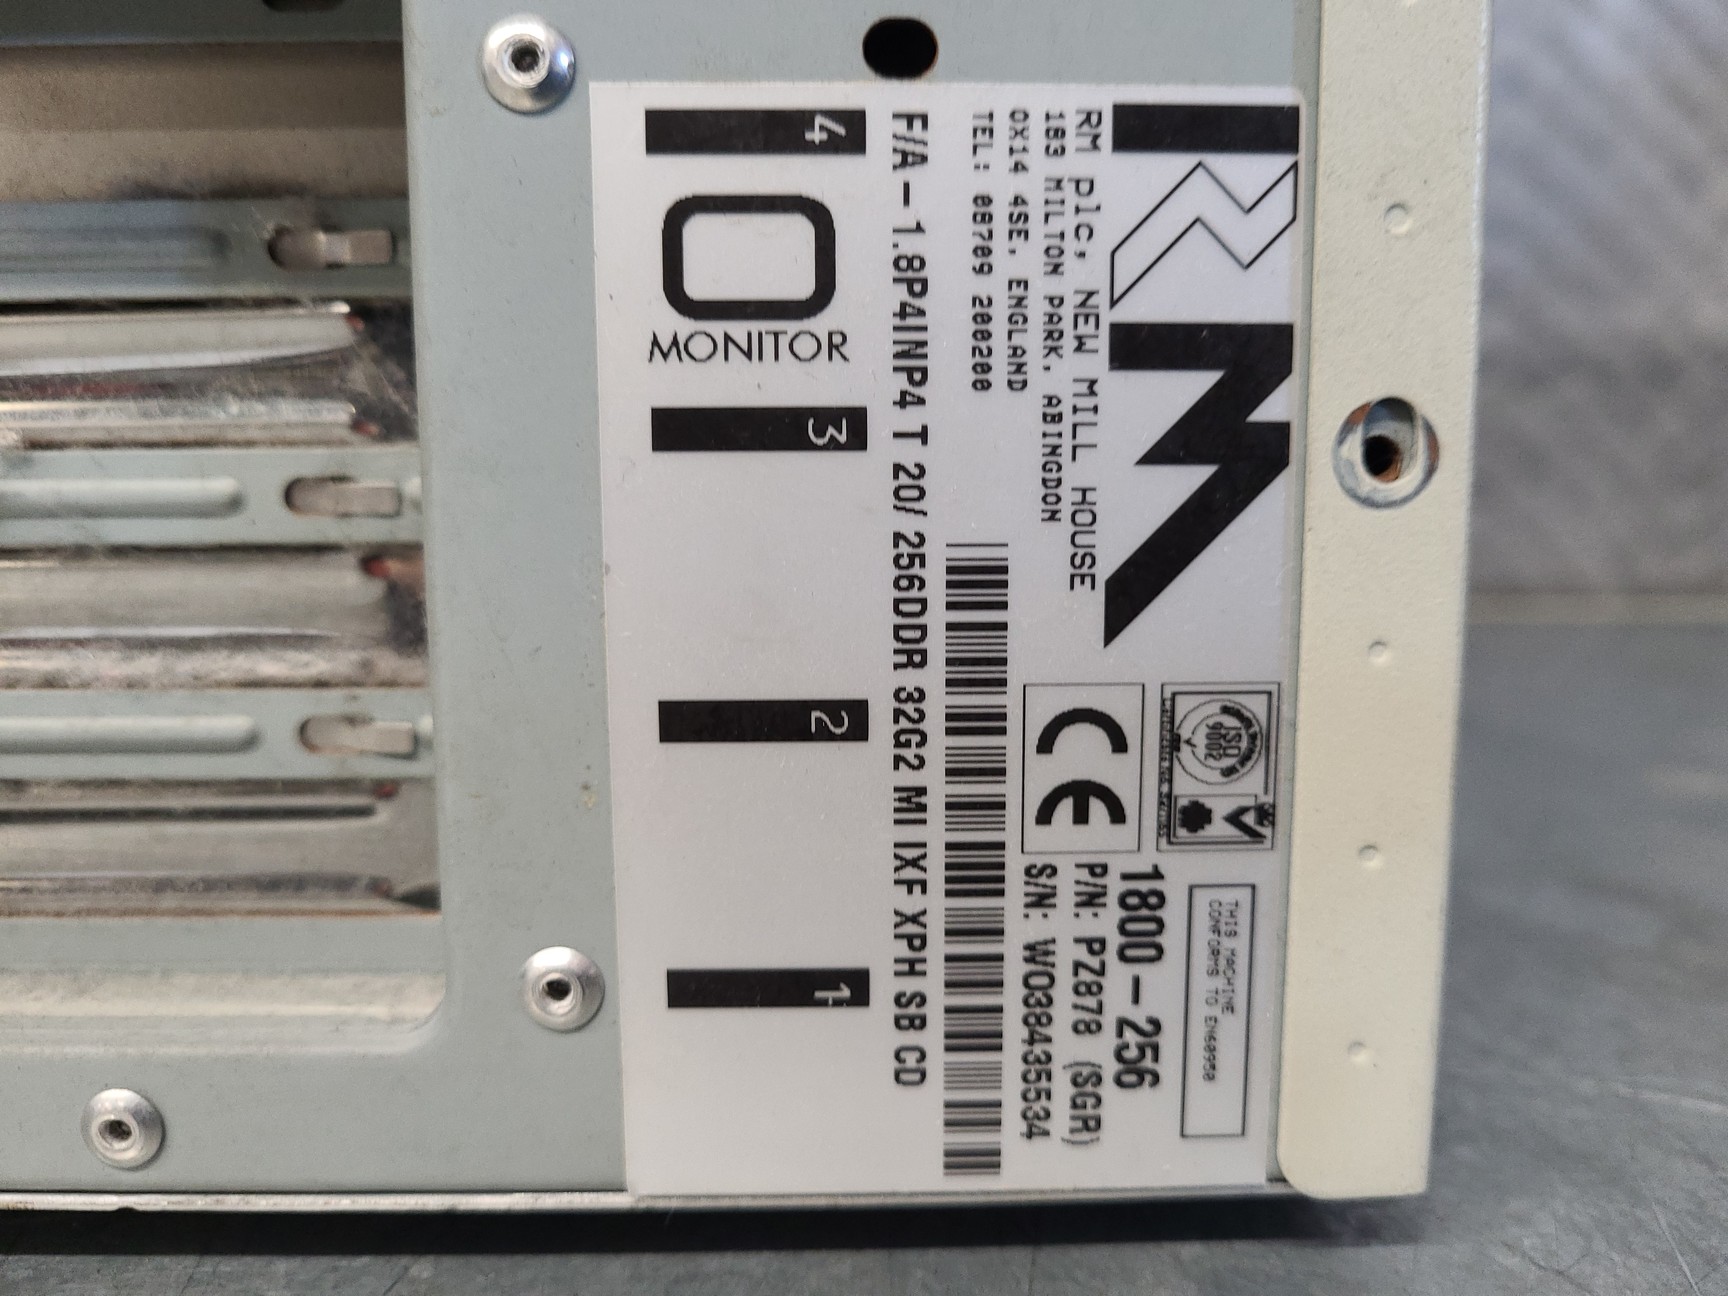 RM
RM plc, NEW MILL HOUSE
183 MILTON PARK, ABINGDON
OX14 4SE, ENGLAND
TEL: 08709 200200
ISO
9002
CE
THIS MACHINE
CONFORMS TO EN60950
1800-256
P/N: PZ878 (SGR)
S/N: W038435534
F/A-1.8P4INP4 T 20/ 256DDR 32G2 MI IXF XPH SB CD
4
MONITOR
3
2
1